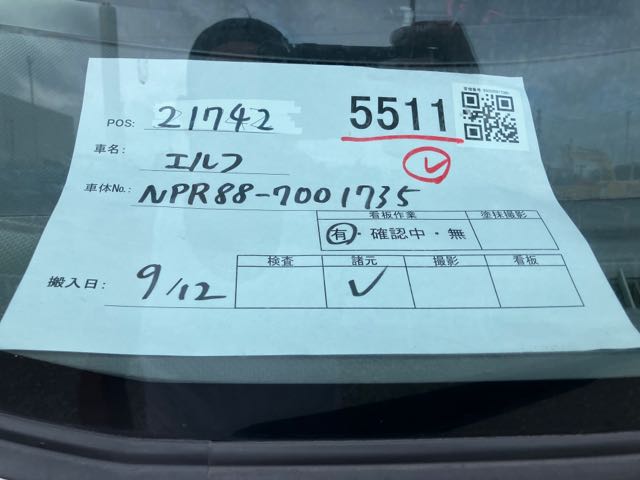 POS: 21742
5511
車名: エルフ
車体No.: NPR88-7001735
看板作業 塗抹撮影
有・確認中・無
搬入日: 9/12
検査 諸元 撮影 看板